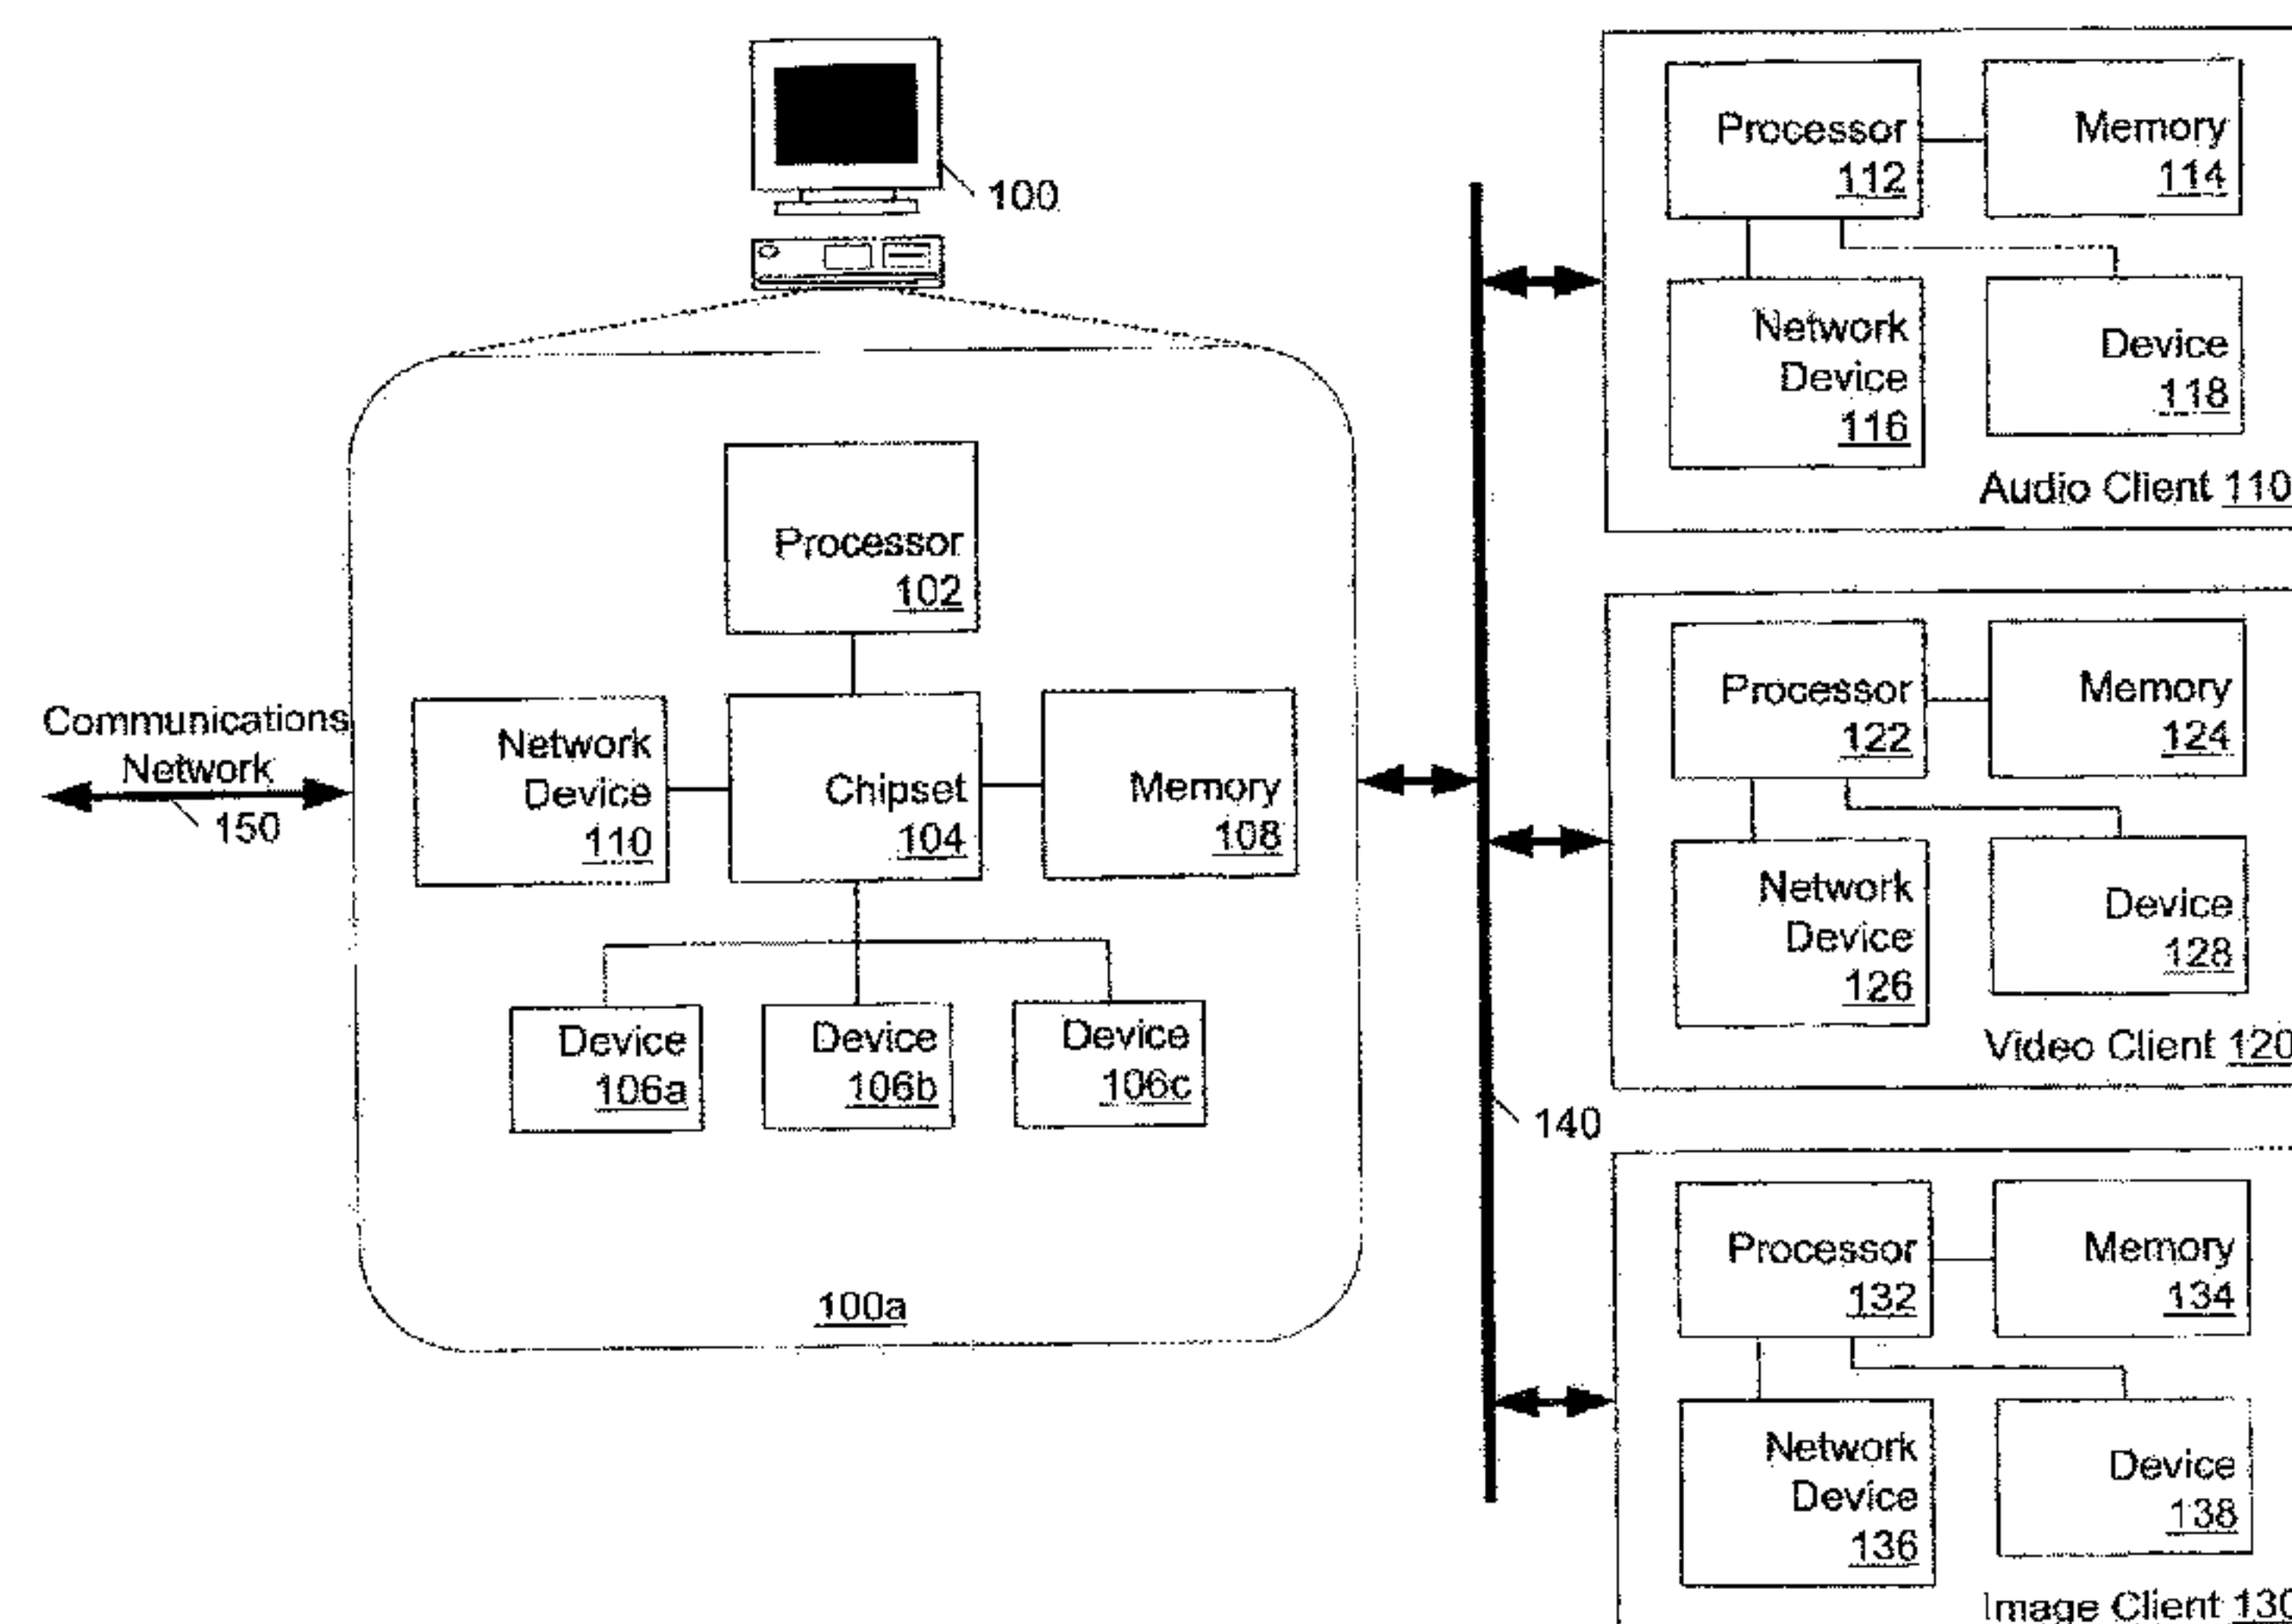 100
Communications
Network
150
Processor
102
Network
Device
110
Chipset
104
Memory
108
Device
106a
Device
106b
Device
106c
100a
140
Processor
112
Memory
114
Network
Device
116
Device
118
Audio Client 110
Processor
122
Memory
124
Network
Device
126
Device
128
Video Client 120
Processor
132
Memory
134
Network
Device
136
Device
138
Image Client 130